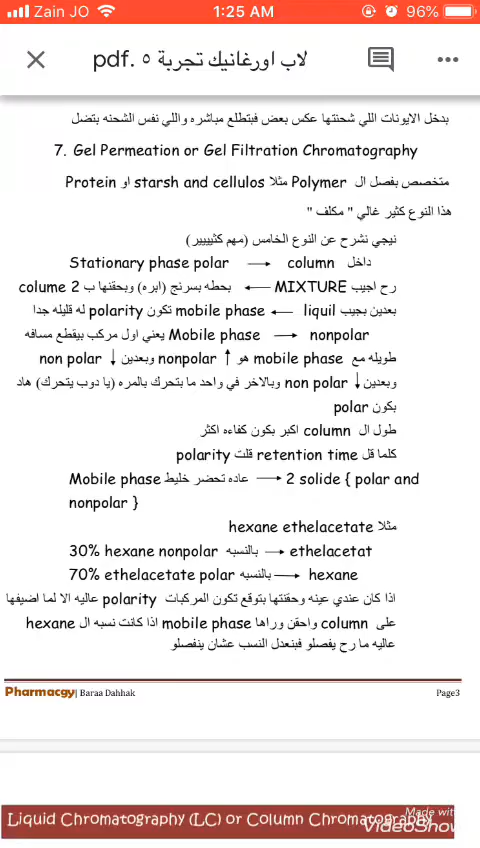 Zain JO 1:25 AM 96%
لاب اورغانيك تجربة ٥ .pdf
بدخل الايونات اللي شحنتها عكس بعض فبتطلع مباشره واللي نفس الشحنه بتضل
7. Gel Permeation or Gel Filtration Chromatography
متخصص بفصل ال Polymer مثلا starsh and cellulos او Protein
هذا النوع كثير غالي " مكلف "
نيجي نشرح عن النوع الخامس (مهم كثيييير)
داخل column → Stationary phase polar
رح اجيب MIXTURE ← بحطه بسرنج (ابره) وبحقنها ب colume 2
بعدين بجيب liquil ← mobile phase تكون polarity له قليله جدا
Mobile phase → nonpolar يعني اول مركب بيقطع مسافه
طويله مع mobile phase هو ↑ nonpolar وبعدين ↓ non polar
وبعدين ↓ non polar وبالاخر في واحد ما بتحرك بالمره (يا دوب يتحرك) هاد
بكون polar
طول ال column اكبر بكون كفاءه اكثر
كلما قل retention time قلت polarity
Mobile phase عاده تحضر خليط → 2 solide { polar and
nonpolar }
مثلا hexane ethelacetate
30% hexane nonpolar بالنسبه → ethelacetat
70% ethelacetate polar بالنسبه → hexane
اذا كان عندي عينه وحقنتها بتوقع تكون المركبات polarity عاليه الا لما اضيفها
على column واحقن وراها mobile phase اذا كانت نسبه ال hexane
عاليه ما رح يفصلو فبنعدل النسب عشان ينفصلو
Pharmacgy| Baraa Dahhak Page3
Liquid Chromatography (LC) or Column Chromatography
Made wit
VideoShow